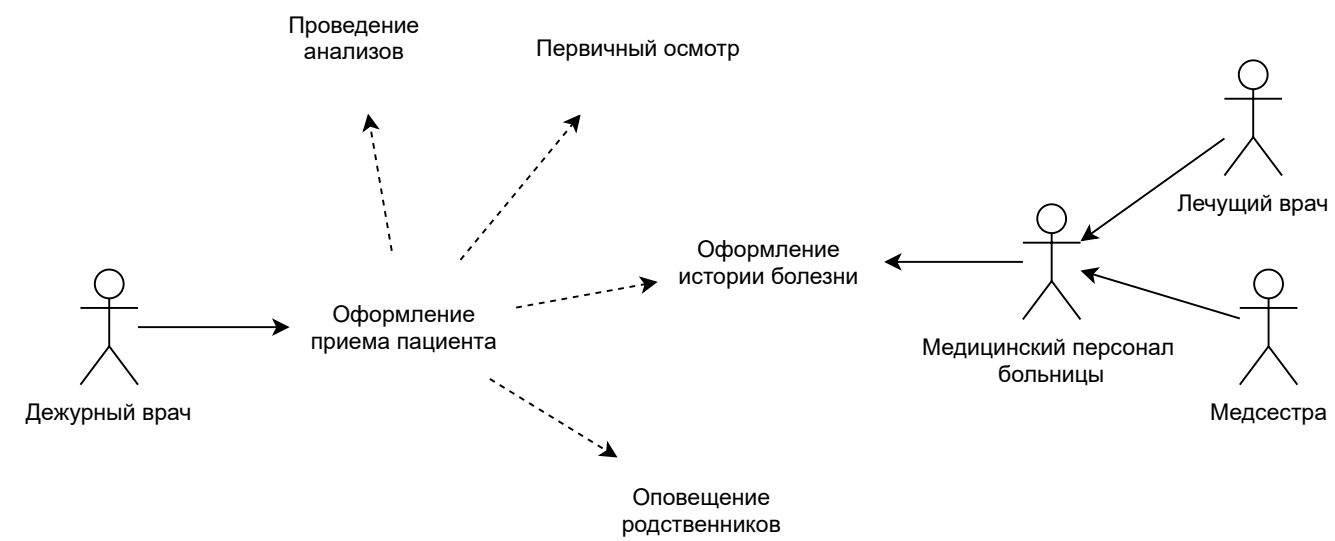 Проведение
анализов
Первичный осмотр
Лечущий врач
Оформление
истории болезни
Оформление
приема пациента
Медицинский персонал
больницы
Дежурный врач
Медсестра
Оповещение
родственников